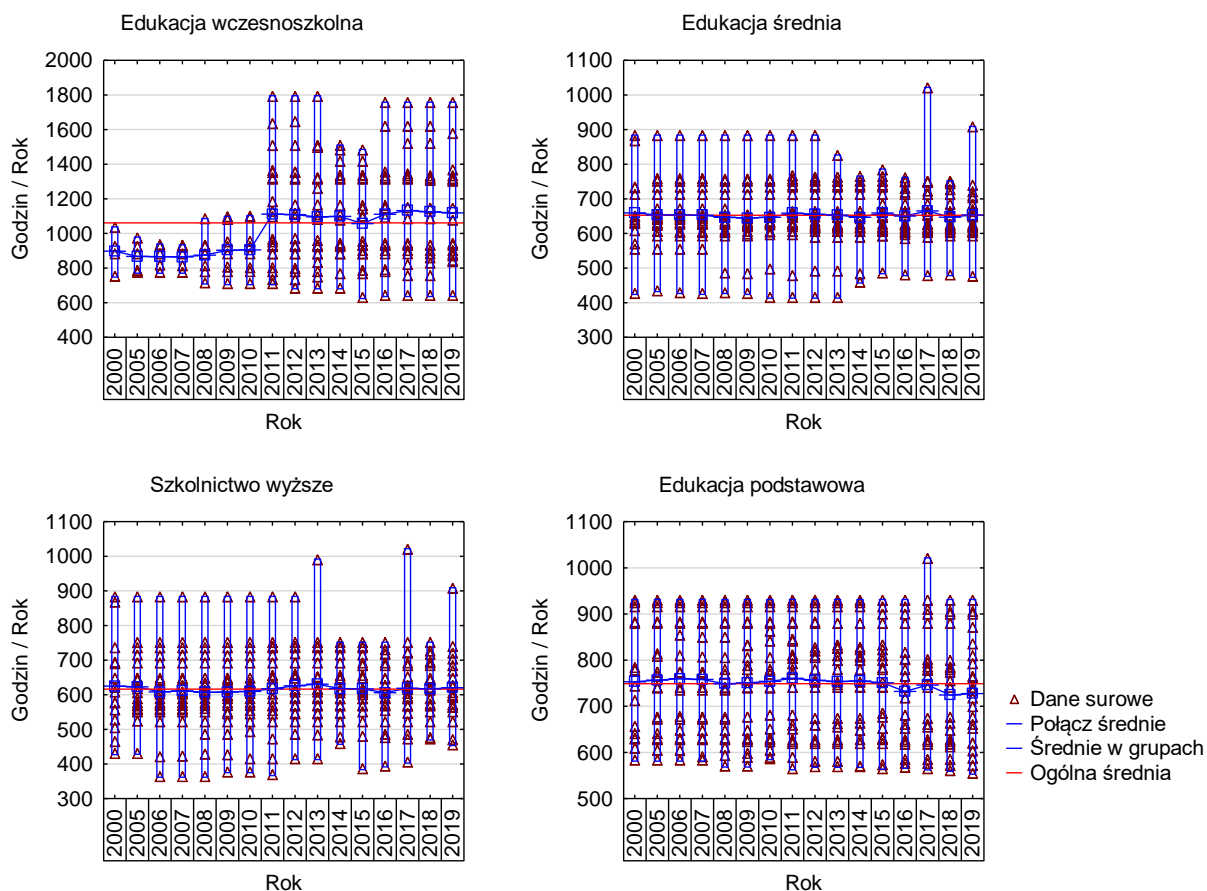 Edukacja wczesnoszkolna
Godzin / Rok
2000
1800
1600
1400
1200
1000
800
600
400
2000 2005 2006 2007 2008 2009 2010 2011 2012 2013 2014 2015 2016 2017 2018 2019
Rok
Edukacja średnia
Godzin / Rok
1100
1000
900
800
700
600
500
400
300
2000 2005 2006 2007 2008 2009 2010 2011 2012 2013 2014 2015 2016 2017 2018 2019
Rok
Szkolnictwo wyższe
Godzin / Rok
1100
1000
900
800
700
600
500
400
300
2000 2005 2006 2007 2008 2009 2010 2011 2012 2013 2014 2015 2016 2017 2018 2019
Rok
Edukacja podstawowa
Godzin / Rok
1100
1000
900
800
700
600
500
2000 2005 2006 2007 2008 2009 2010 2011 2012 2013 2014 2015 2016 2017 2018 2019
Rok
Dane surowe
Połącz średnie
Średnie w grupach
Ogólna średnia